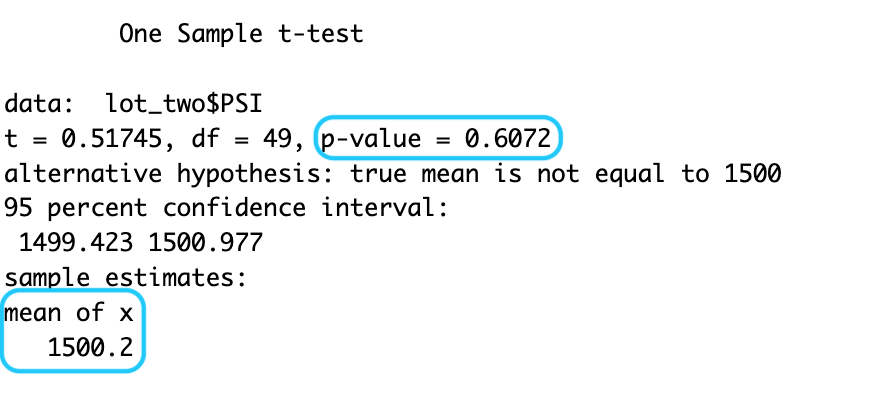 One Sample t-test
data:  lot_two$PSI
t = 0.51745, df = 49, p-value = 0.6072
alternative hypothesis: true mean is not equal to 1500
95 percent confidence interval:
1499.423 1500.977
sample estimates:
mean of x
1500.2